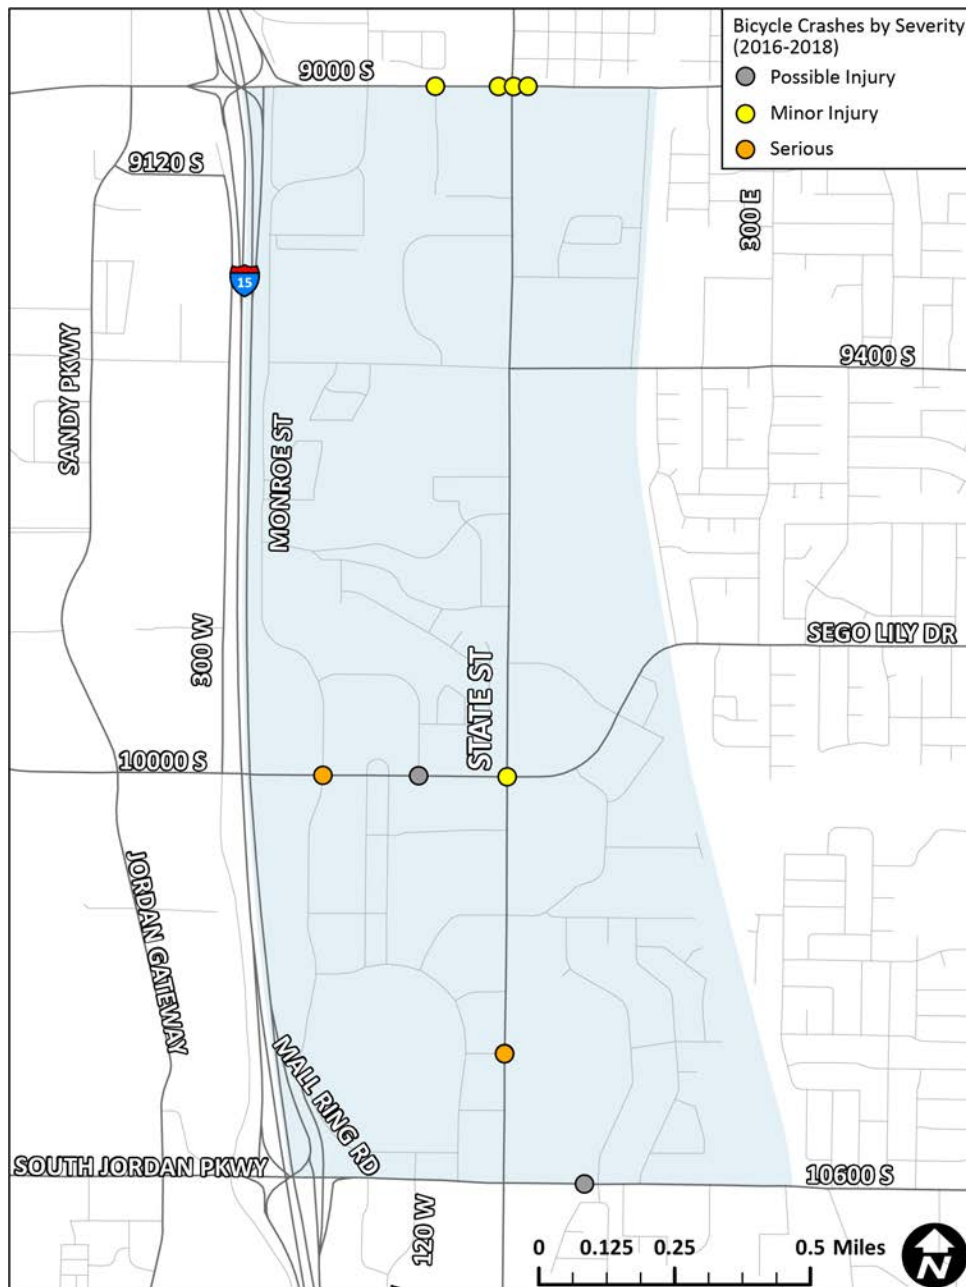 Bicycle Crashes by Severity
(2016-2018)
Possible Injury
Minor Injury
Serious
9000 S
9120 S
300 E
15
9400 S
SANDY PKWY
MONROE ST
300 W
SEGO LILY DR
STATE ST
10000 S
JORDAN GATEWAY
MALL RING RD
SOUTH JORDAN PKWY
10600 S
120 W
0 0.125 0.25 0.5 Miles
N